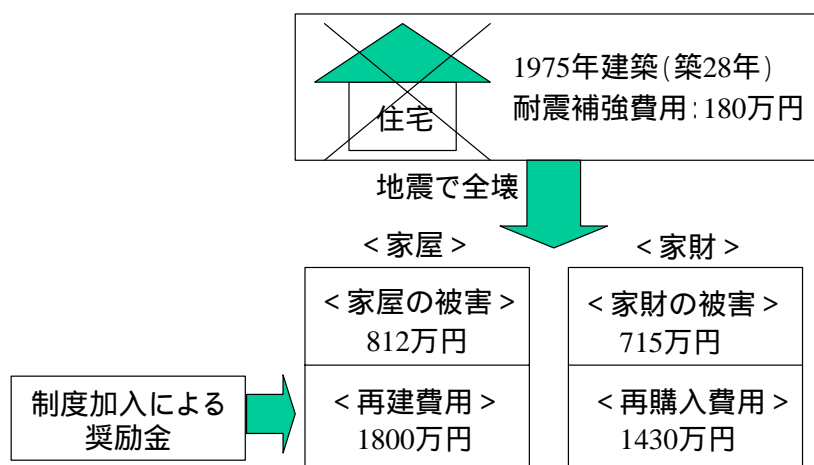 1975年建築(築28年)
耐震補強費用:180万円
住宅
地震で全壊
<家屋>
<家財>
<家屋の被害>
812万円
<家財の被害>
715万円
制度加入による
奨励金
<再建費用>
1800万円
<再購入費用>
1430万円